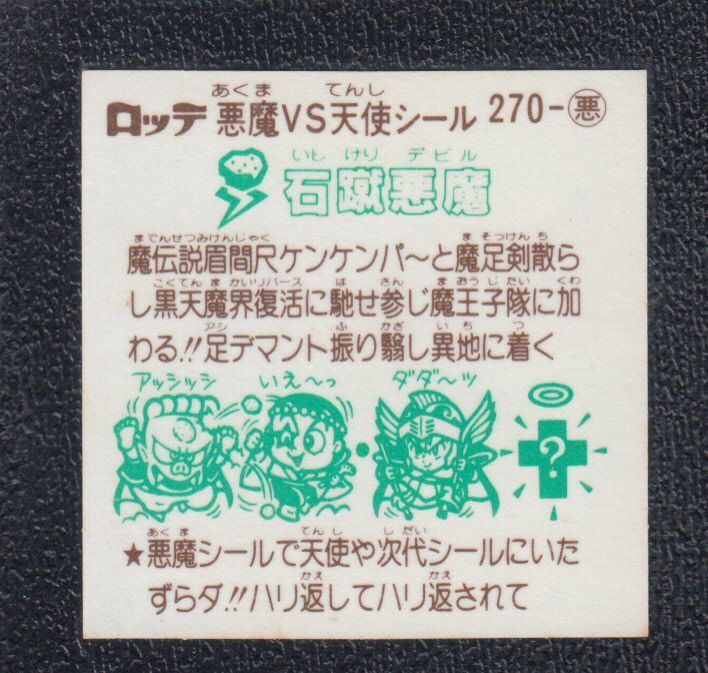 あくま てんし
ロッテ 悪魔VS天使シール 270-悪
いし けり デビル
石蹴悪魔
までんせつみけんじゃく ま そっけん ち
魔伝説眉間尺ケンケンパ〜と魔足剣散ら
こくてん まかいリバース は さん まおうじたい くわ
し黒天魔界復活に馳せ参じ魔王子隊に加
アシ ふ かざ いち つ
わる!!足デマント振り翳し異地に着く
アッシッシ いえ〜っ ダダ〜ツ
?
あくま てんし じだい
★悪魔シールで天使や次代シールにいた
かえ かえ
ずらダ!!ハリ返してハリ返されて